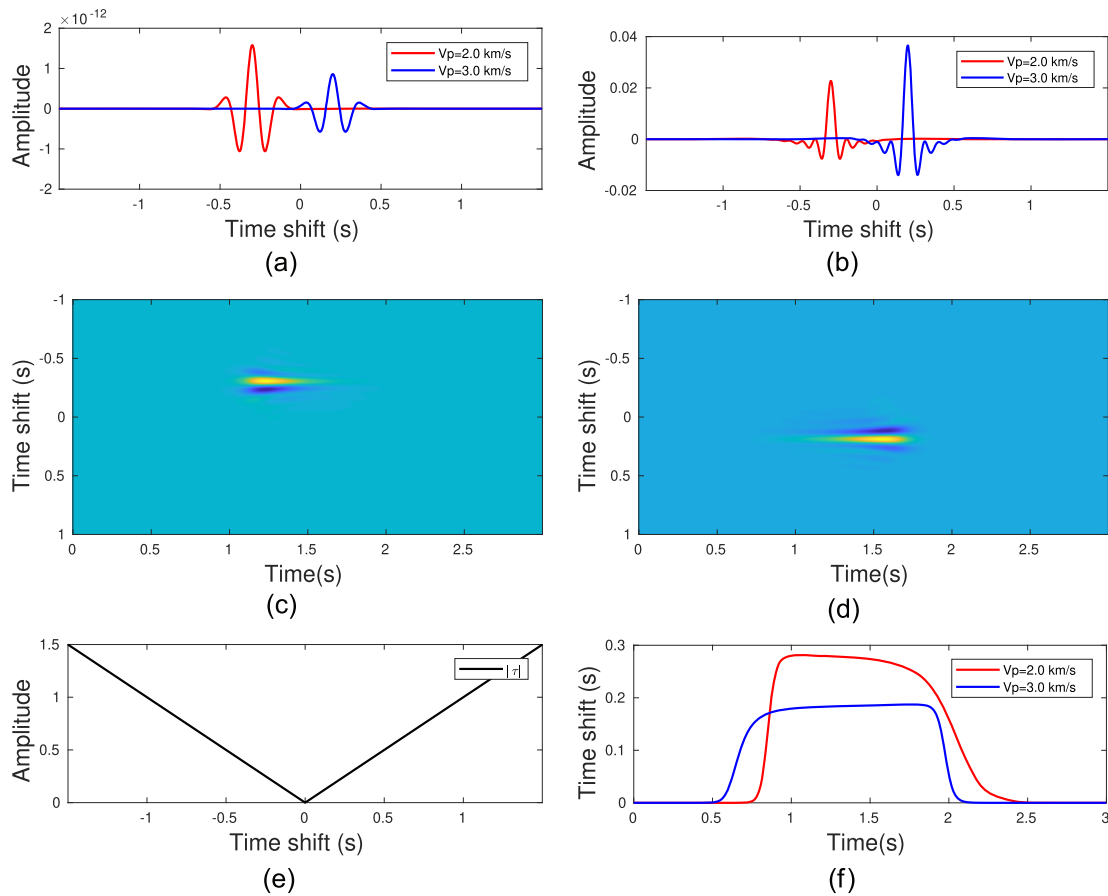 ×10^-12
2
1
0
-1
-2
Amplitude
Vp=2.0 km/s
Vp=3.0 km/s
-1
-0.5
0
0.5
1
Time shift (s)
(a)
0.04
0.02
0
-0.02
Amplitude
Vp=2.0 km/s
Vp=3.0 km/s
-1
-0.5
0
0.5
1
Time shift (s)
(b)
-1
-0.5
0
0.5
1
Time shift (s)
0
0.5
1
1.5
2
2.5
Time(s)
(c)
-1
-0.5
0
0.5
1
Time shift (s)
0
0.5
1
1.5
2
2.5
3
Time(s)
(d)
1.5
1
0.5
0
Amplitude
|τ|
-1
-0.5
0
0.5
1
Time shift (s)
(e)
0.3
0.2
0.1
0
Time shift (s)
Vp=2.0 km/s
Vp=3.0 km/s
0
0.5
1
1.5
2
2.5
3
Time(s)
(f)